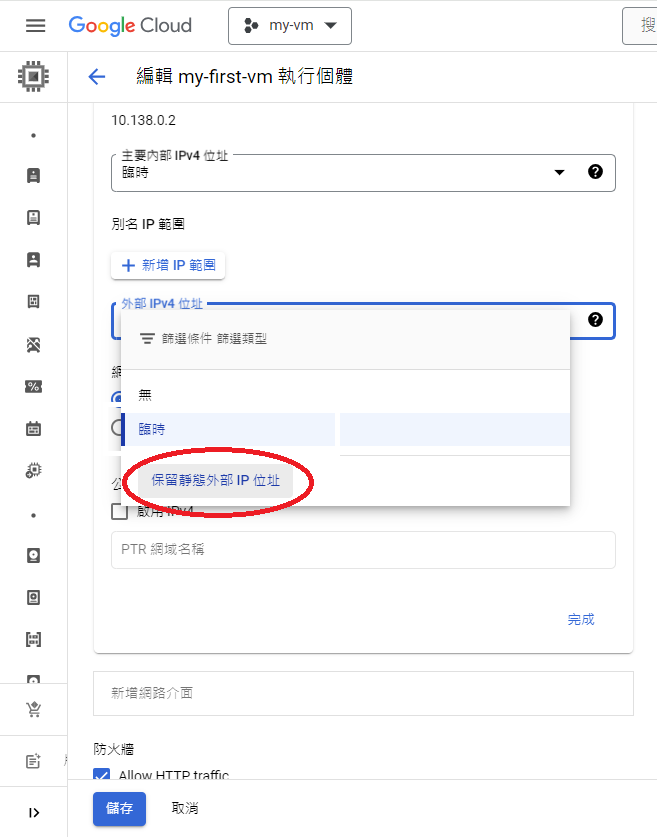 Google Cloud
my-vm
搜
編輯 my-first-vm 執行個體
10.138.0.2
主要內部 IPv4 位址
臨時
別名 IP 範圍
新增 IP 範圍
外部 IPv4 位址
篩選條件 篩選類型
網
無
臨時
公
保留靜態外部 IP 位址
啟用 IPv4
PTR 網域名稱
完成
新增網路介面
防火牆
Allow HTTP traffic
儲存
取消